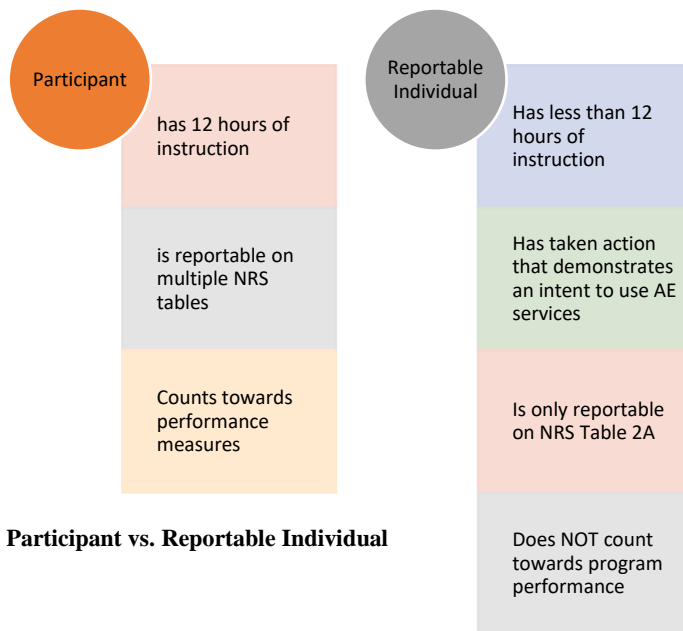 Participant
has 12 hours of
instruction
is reportable on
multiple NRS
tables
Counts towards
performance
measures
Reportable
Individual
Has less than 12
hours of
instruction
Has taken action
that demonstrates
an intent to use AE
services
Is only reportable
on NRS Table 2A
Does NOT count
towards program
performance
Participant vs. Reportable Individual